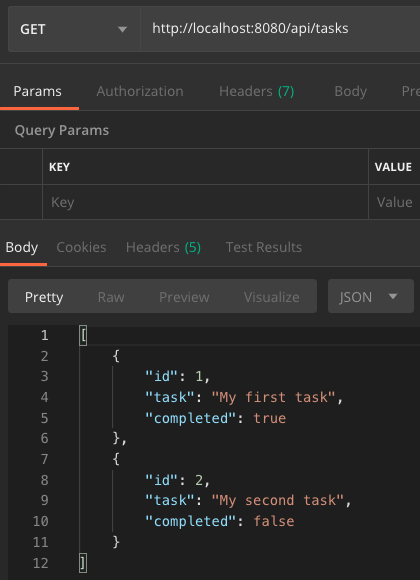 GET http://localhost:8080/api/tasks
Params Authorization Headers (7) Body Pre
Query Params
KEY VALUE
Key Value
Body Cookies Headers (5) Test Results
Pretty Raw Preview Visualize JSON
1 [
2 {
3 "id": 1,
4 "task": "My first task",
5 "completed": true
6 },
7 {
8 "id": 2,
9 "task": "My second task",
10 "completed": false
11 }
12 ]